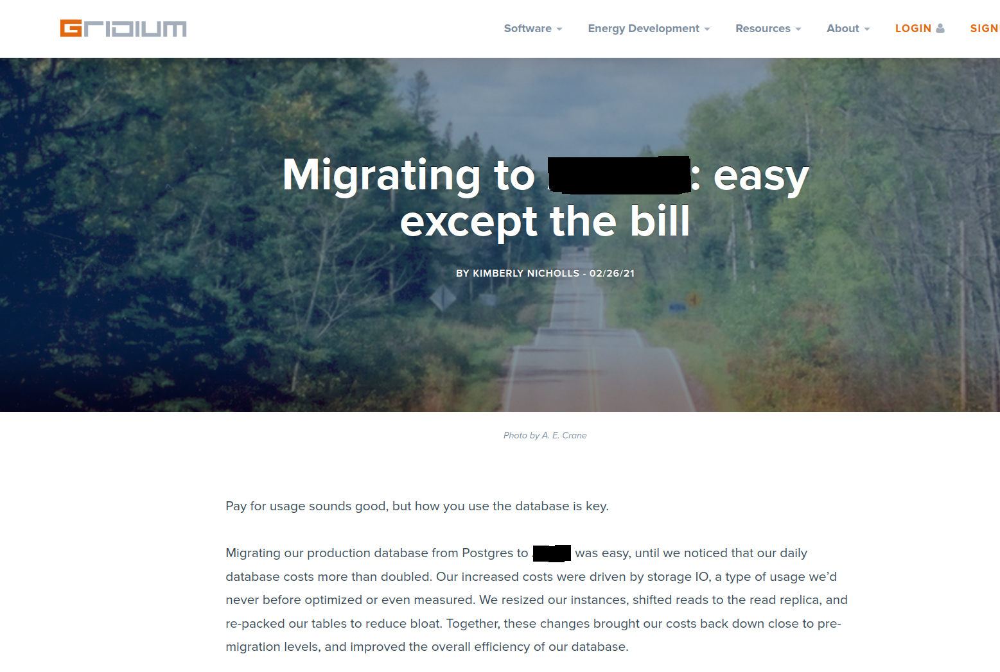 GRIDIUM
Software Energy Development Resources About LOGIN SIGN
Migrating to : easy
except the bill
BY KIMBERLY NICHOLLS - 02/26/21
Photo by A. E. Crane
Pay for usage sounds good, but how you use the database is key.
Migrating our production database from Postgres to was easy, until we noticed that our daily
database costs more than doubled. Our increased costs were driven by storage IO, a type of usage we’d
never before optimized or even measured. We resized our instances, shifted reads to the read replica, and
re-packed our tables to reduce bloat. Together, these changes brought our costs back down close to pre-
migration levels, and improved the overall efficiency of our database.